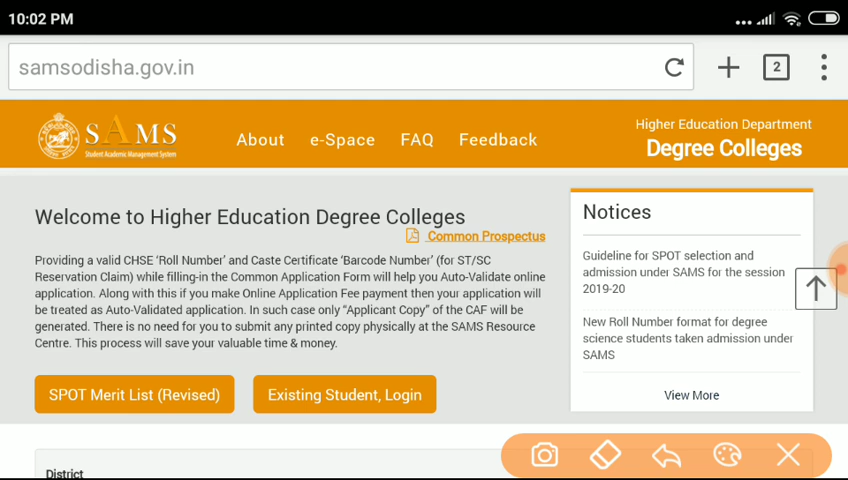 10:02 PM
samsodisha.gov.in
2
SAMS
Student Academic Management System
About e-Space FAQ Feedback
Higher Education Department
Degree Colleges
Welcome to Higher Education Degree Colleges
Common Prospectus
Providing a valid CHSE 'Roll Number' and Caste Certificate 'Barcode Number' (for ST/SC
Reservation Claim) while filling-in the Common Application Form will help you Auto-Validate online
application. Along with this if you make Online Application Fee payment then your application will
be treated as Auto-Validated application. In such case only "Applicant Copy" of the CAF will be
generated. There is no need for you to submit any printed copy physically at the SAMS Resource
Centre. This process will save your valuable time & money.
SPOT Merit List (Revised)
Existing Student, Login
Notices
Guideline for SPOT selection and
admission under SAMS for the session
2019-20
New Roll Number format for degree
science students taken admission under
SAMS
View More
District